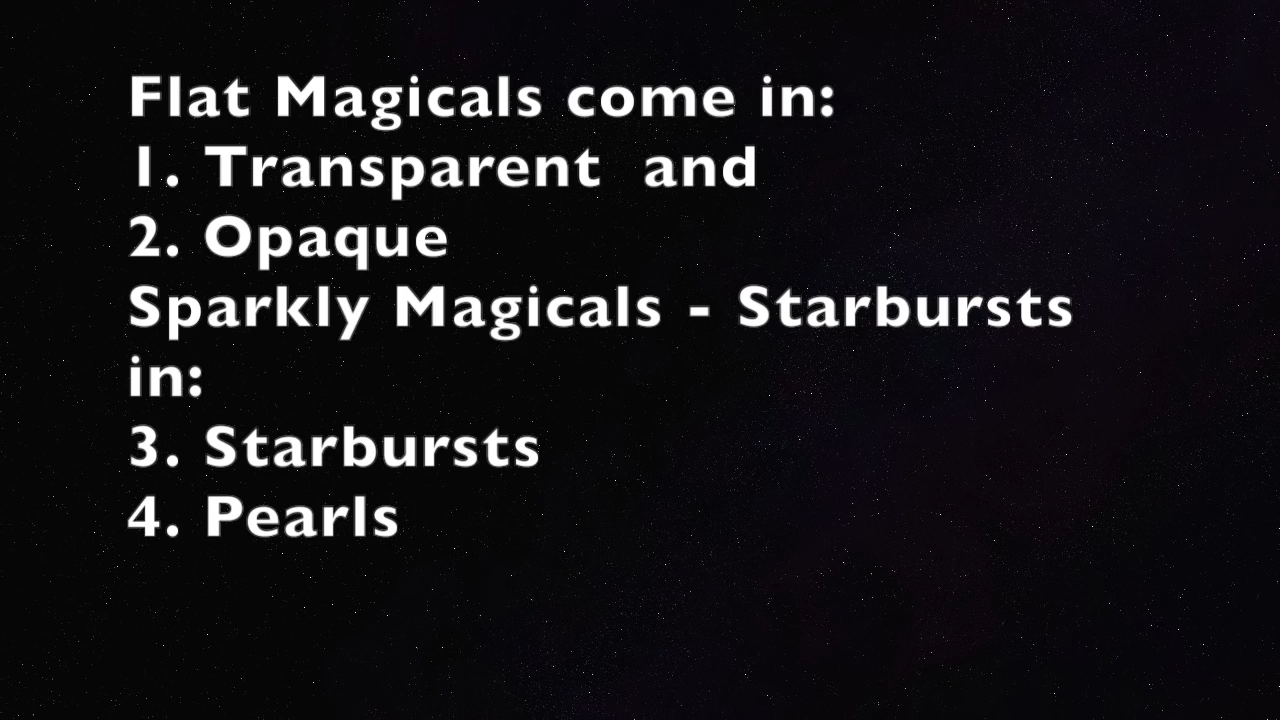 Flat Magicals come in:
1. Transparent  and
2. Opaque
Sparkly Magicals - Starbursts
in:
3. Starbursts
4. Pearls